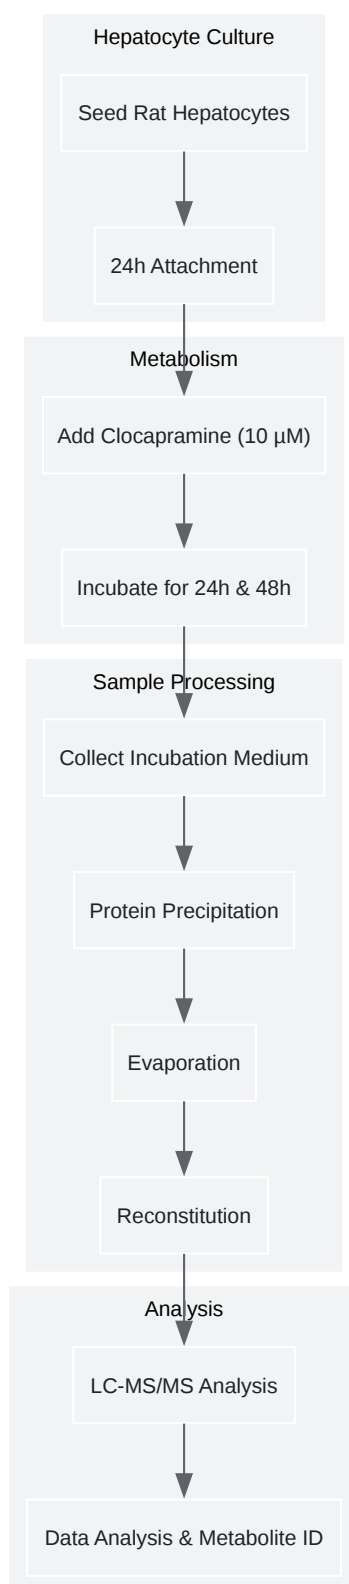 Hepatocyte Culture
Seed Rat Hepatocytes
24h Attachment
Metabolism
Add Clocapramine (10 µM)
Incubate for 24h & 48h
Sample Processing
Collect Incubation Medium
Protein Precipitation
Evaporation
Reconstitution
Analysis
LC-MS/MS Analysis
Data Analysis & Metabolite ID